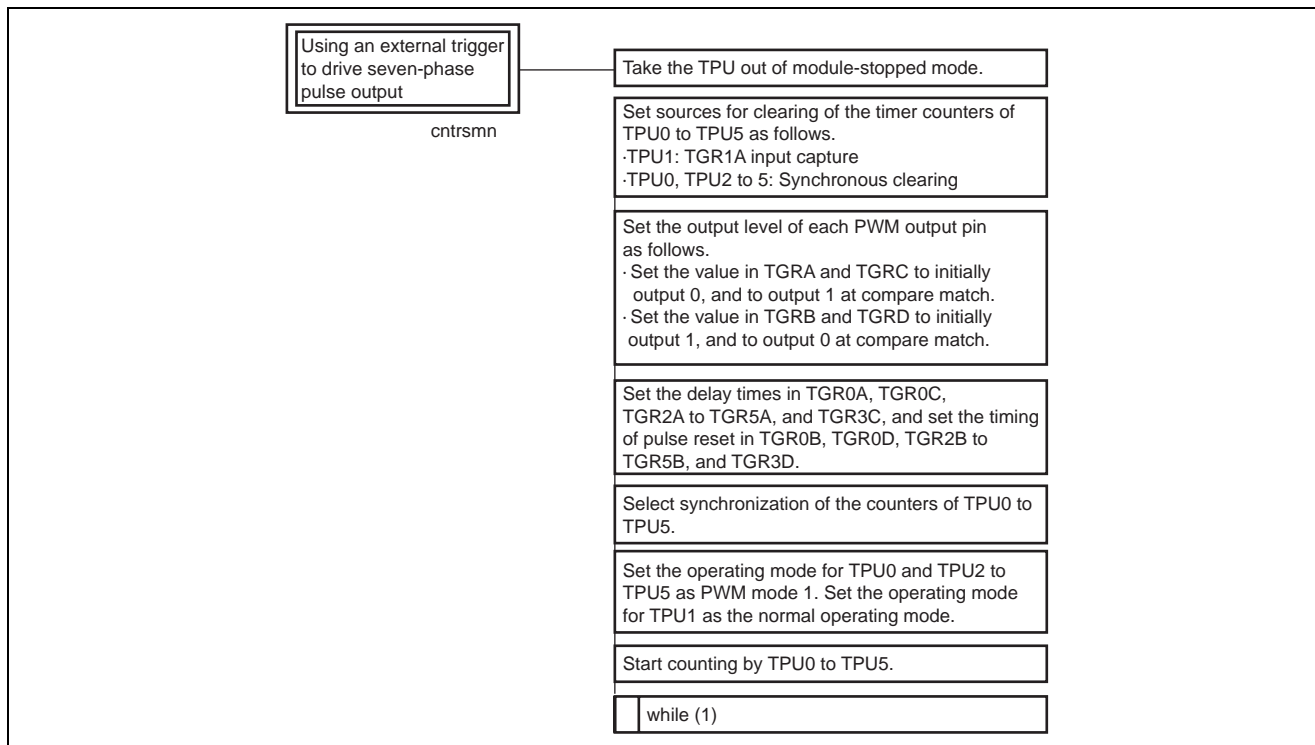 Using an external trigger
to drive seven-phase
pulse output
cntrsmn
Take the TPU out of module-stopped mode.
Set sources for clearing of the timer counters of
TPU0 to TPU5 as follows.
·TPU1: TGR1A input capture
·TPU0, TPU2 to 5: Synchronous clearing
Set the output level of each PWM output pin
as follows.
· Set the value in TGRA and TGRC to initially
output 0, and to output 1 at compare match.
· Set the value in TGRB and TGRD to initially
output 1, and to output 0 at compare match.
Set the delay times in TGR0A, TGR0C,
TGR2A to TGR5A, and TGR3C, and set the timing
of pulse reset in TGR0B, TGR0D, TGR2B to
TGR5B, and TGR3D.
Select synchronization of the counters of TPU0 to
TPU5.
Set the operating mode for TPU0 and TPU2 to
TPU5 as PWM mode 1. Set the operating mode
for TPU1 as the normal operating mode.
Start counting by TPU0 to TPU5.
while (1)